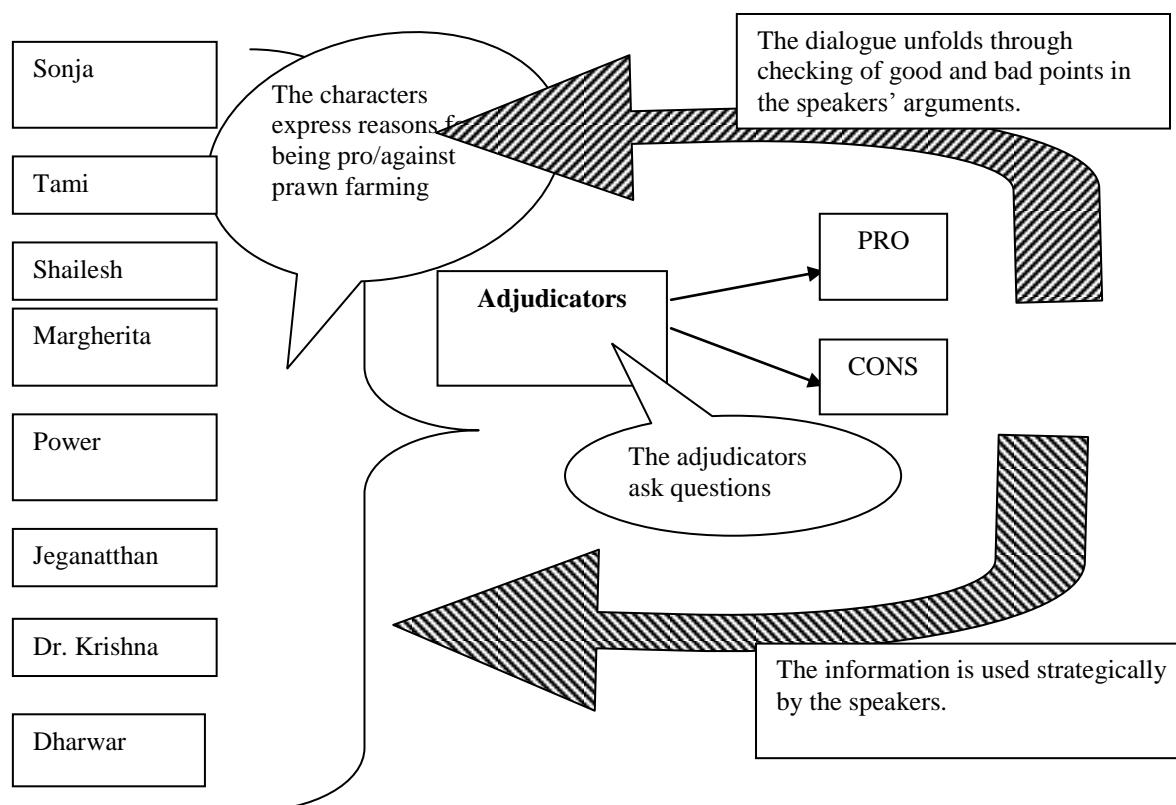 Sonja
Tami
Shailesh
Margherita
Power
Jeganatthan
Dr. Krishna
Dharwar
The characters
express reasons
being pro/against
prawn farming
The dialogue unfolds through
checking of good and bad points in
the speakers’ arguments.
Adjudicators
PRO
CONS
The adjudicators
ask questions
The information is used strategically
by the speakers.